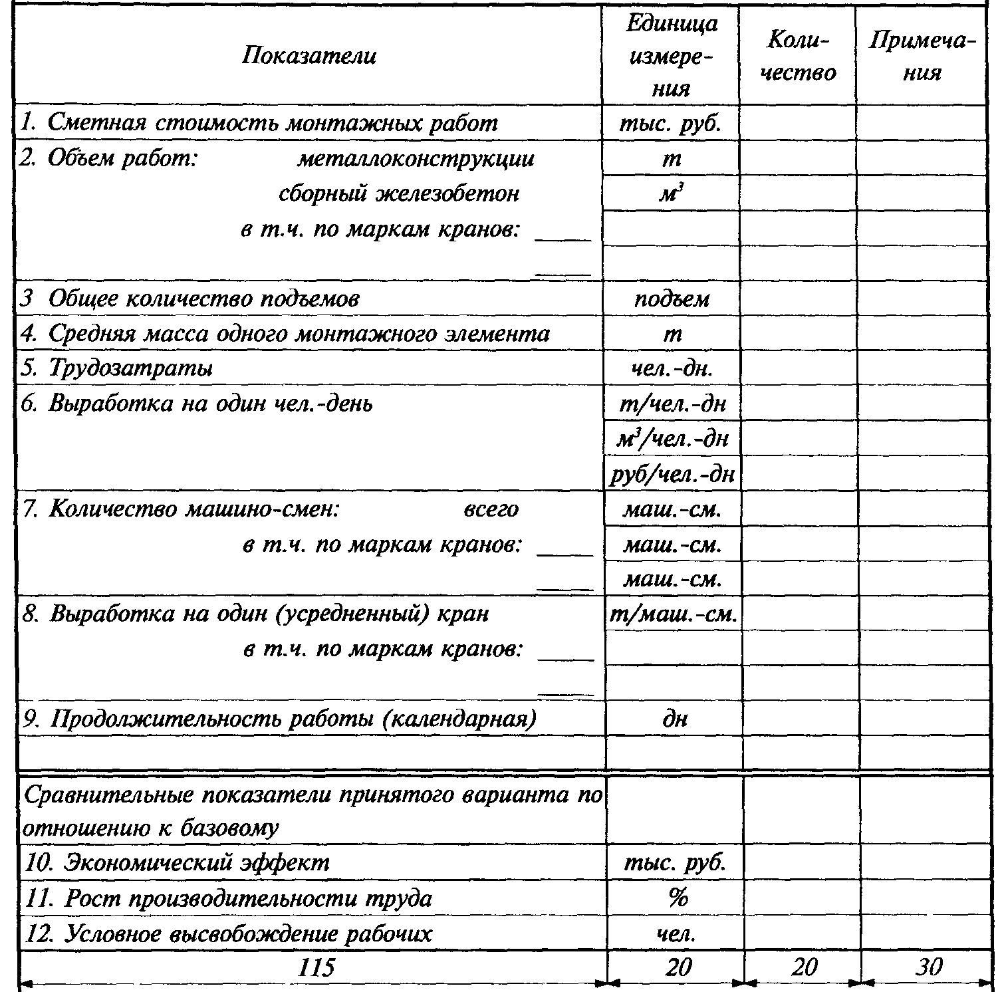 Показатели
Единица
измере-
ния
Коли-
чество
Примеча-
ния
1. Сметная стоимость монтажных работ тыс. руб.
2. Объем работ: металлоконструкции т
сборный железобетон м³
в т.ч. по маркам кранов: ____
____
3 Общее количество подъемов подъем
4. Средняя масса одного монтажного элемента т
5. Трудозатраты чел.-дн.
6. Выработка на один чел.-день т/чел.-дн
м³/чел.-дн
руб/чел.-дн
7. Количество машино-смен: всего маш.-см.
в т.ч. по маркам кранов: ____ маш.-см.
____ маш.-см.
8. Выработка на один (усредненный) кран т/маш.-см.
в т.ч. по маркам кранов: ____
____
9. Продолжительность работы (календарная) дн
Сравнительные показатели принятого варианта по
отношению к базовому
10. Экономический эффект тыс. руб.
11. Рост производительности труда %
12. Условное высвобождение рабочих чел.
115 20 20 30